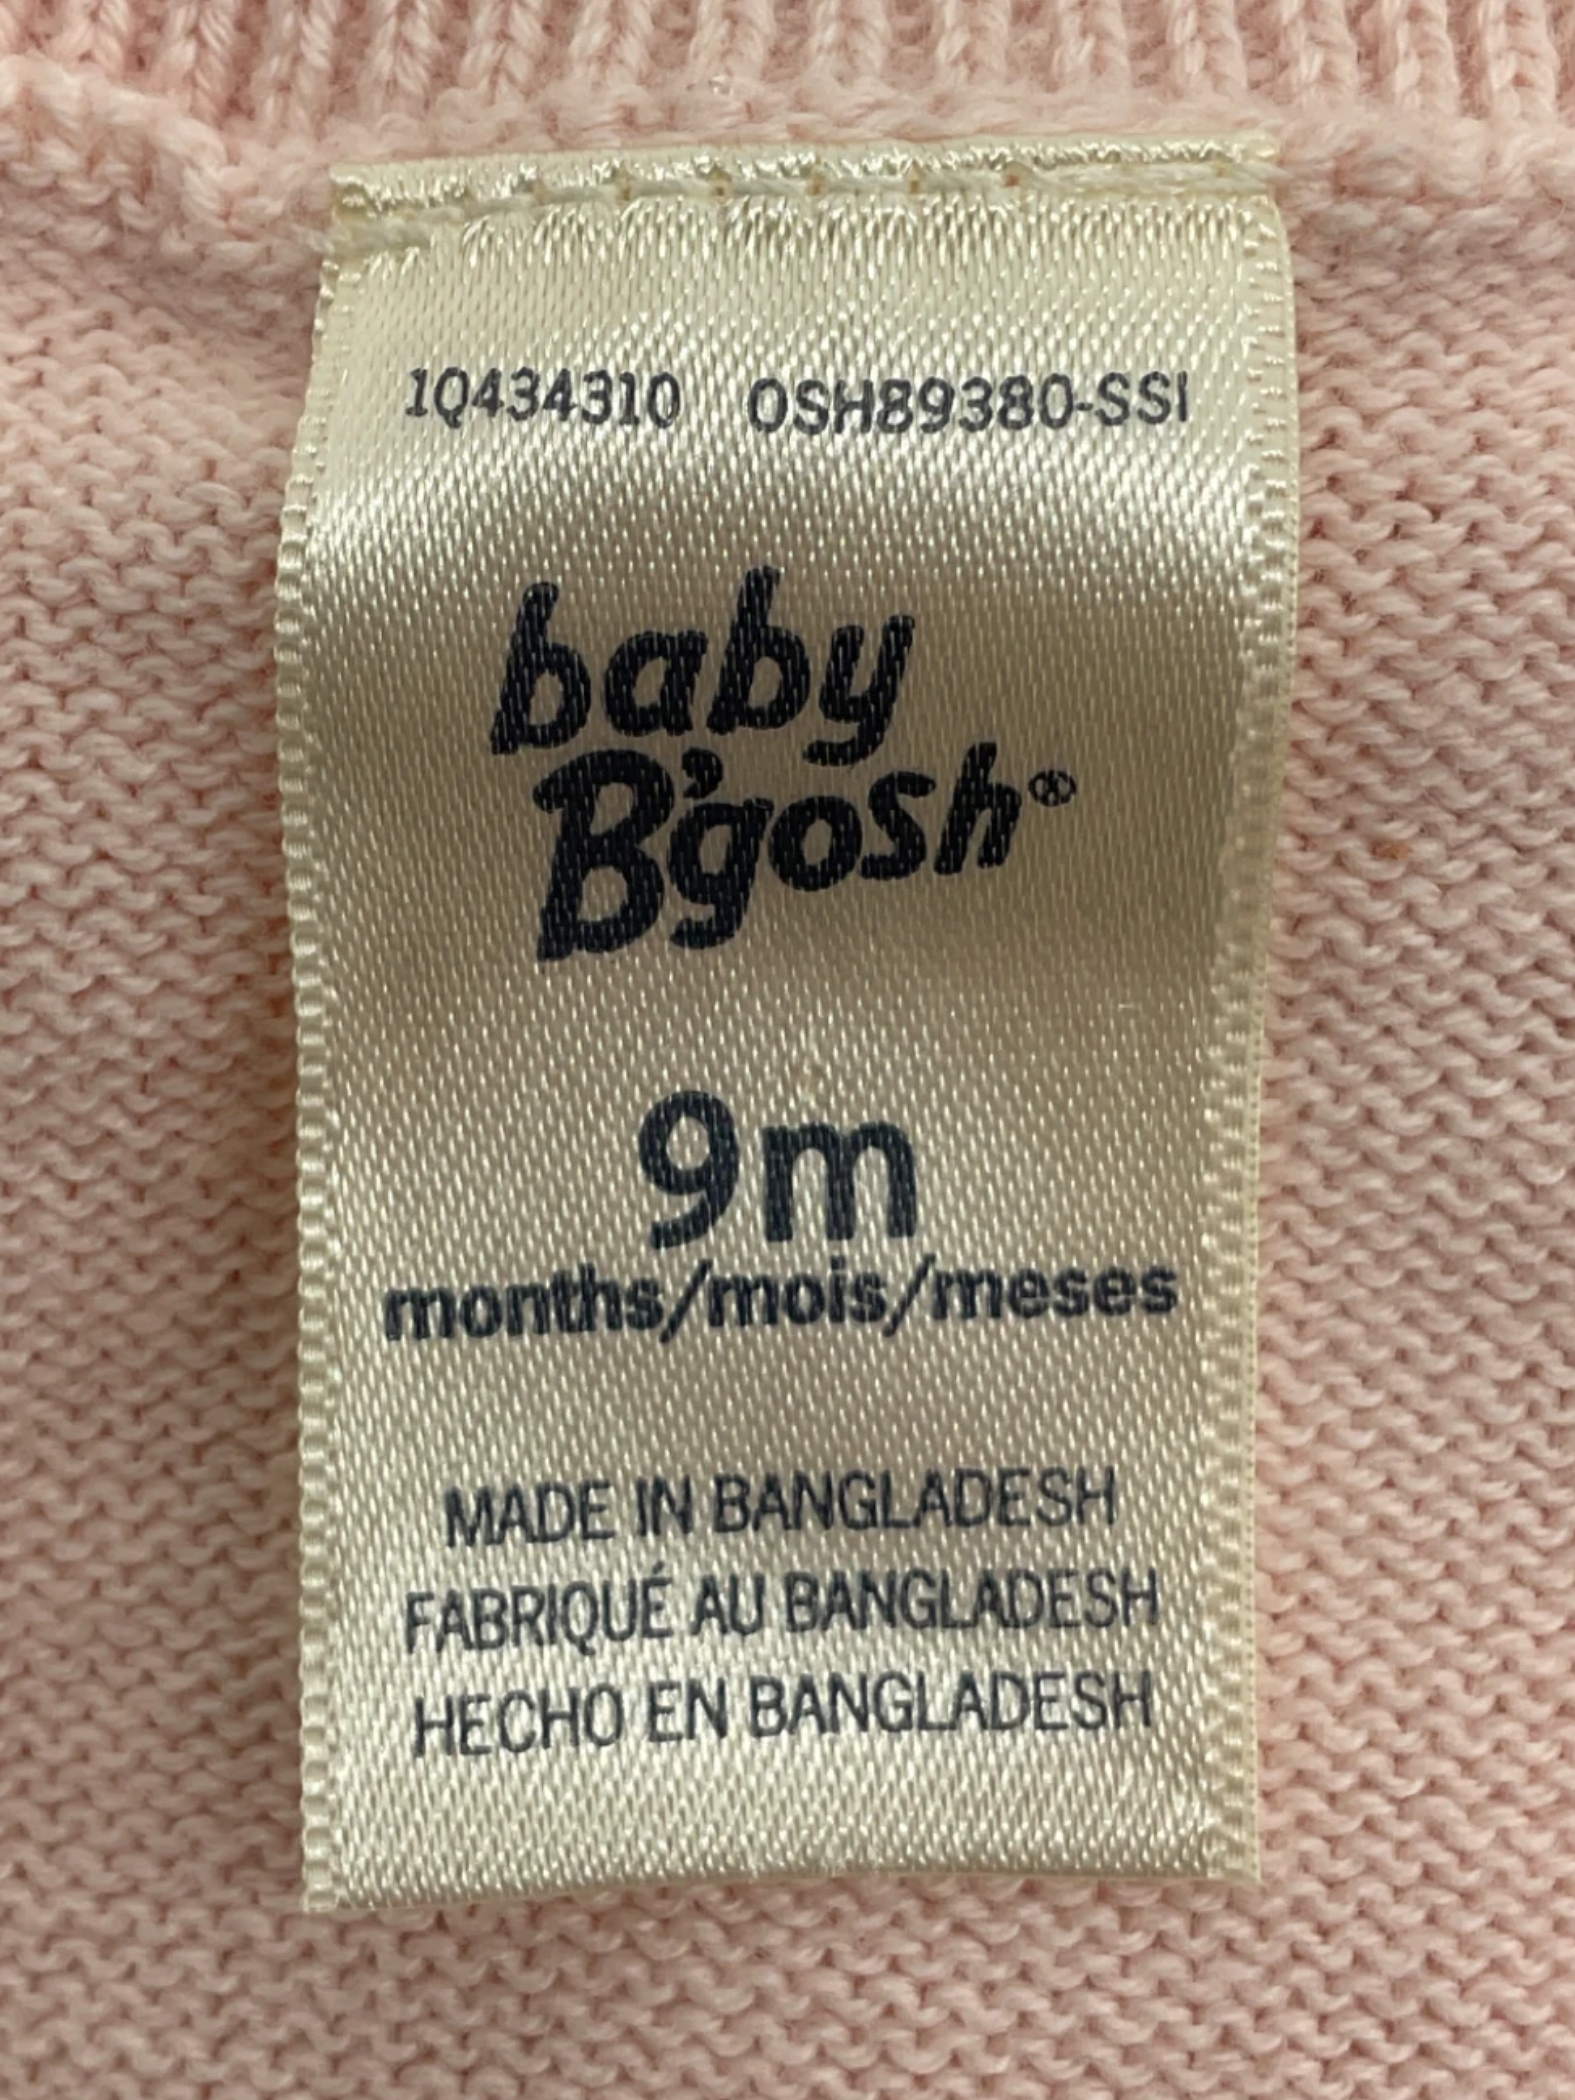 1Q434310 OSH89380-SSI
baby
B'gosh®
9m
months/mois/meses
MADE IN BANGLADESH
FABRIQUÉ AU BANGLADESH
HECHO EN BANGLADESH